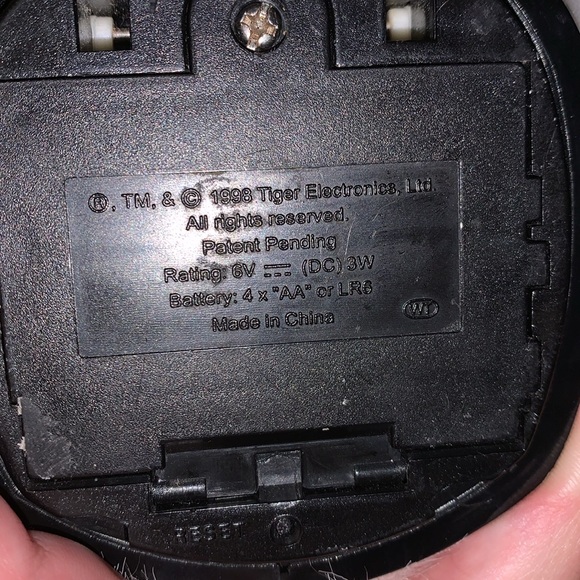 ®, TM, & © 1998 Tiger Electronics, Ltd.
All rights reserved.
Patent Pending
Rating: 6V ⎓ (DC) 3W
Battery: 4 x "AA" or LR6
Made in China
WT
RESET